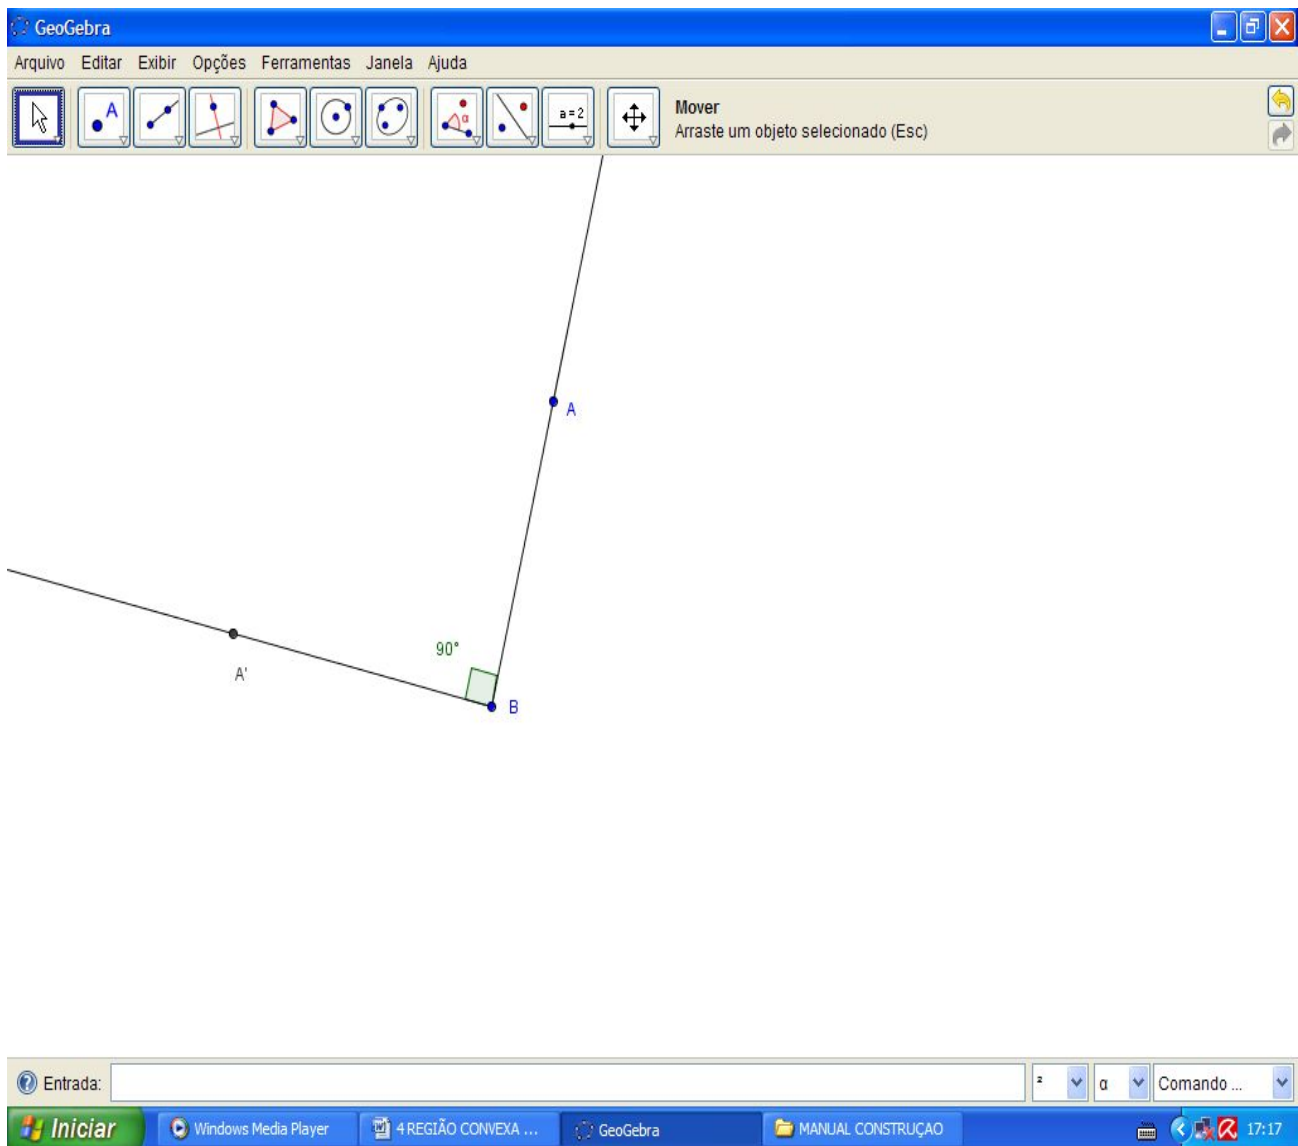 GeoGebra
Arquivo Editar Exibir Opções Ferramentas Janela Ajuda
A
α
a = 2
Mover
Arraste um objeto selecionado (Esc)
A
90°
A'
B
Entrada:
²
α
Comando ...
Iniciar
Windows Media Player
4 REGIÃO CONVEXA ...
GeoGebra
MANUAL CONSTRUÇAO
17:17